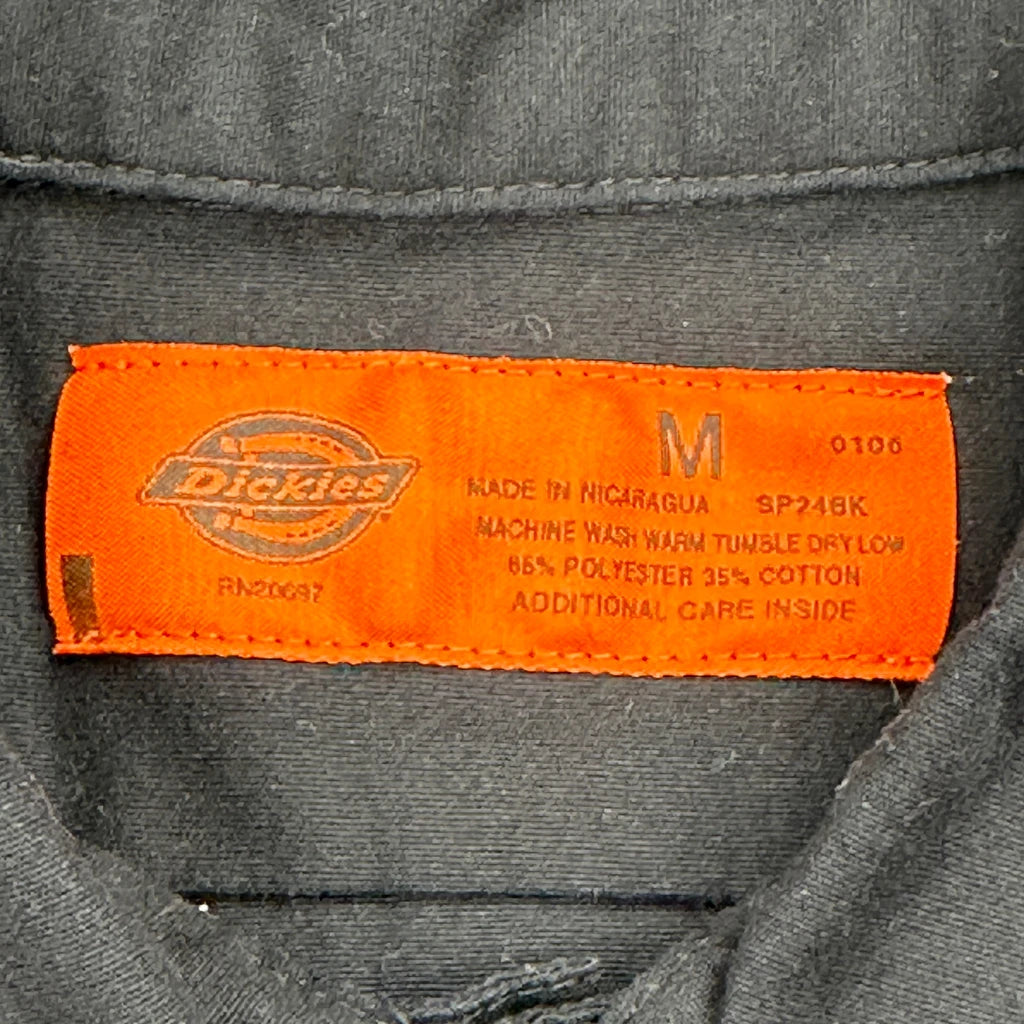 Dickies
RN20697
M
0106
MADE IN NICARAGUA SP24BK
MACHINE WASH WARM TUMBLE DRY LOW
65% POLYESTER 35% COTTON
ADDITIONAL CARE INSIDE